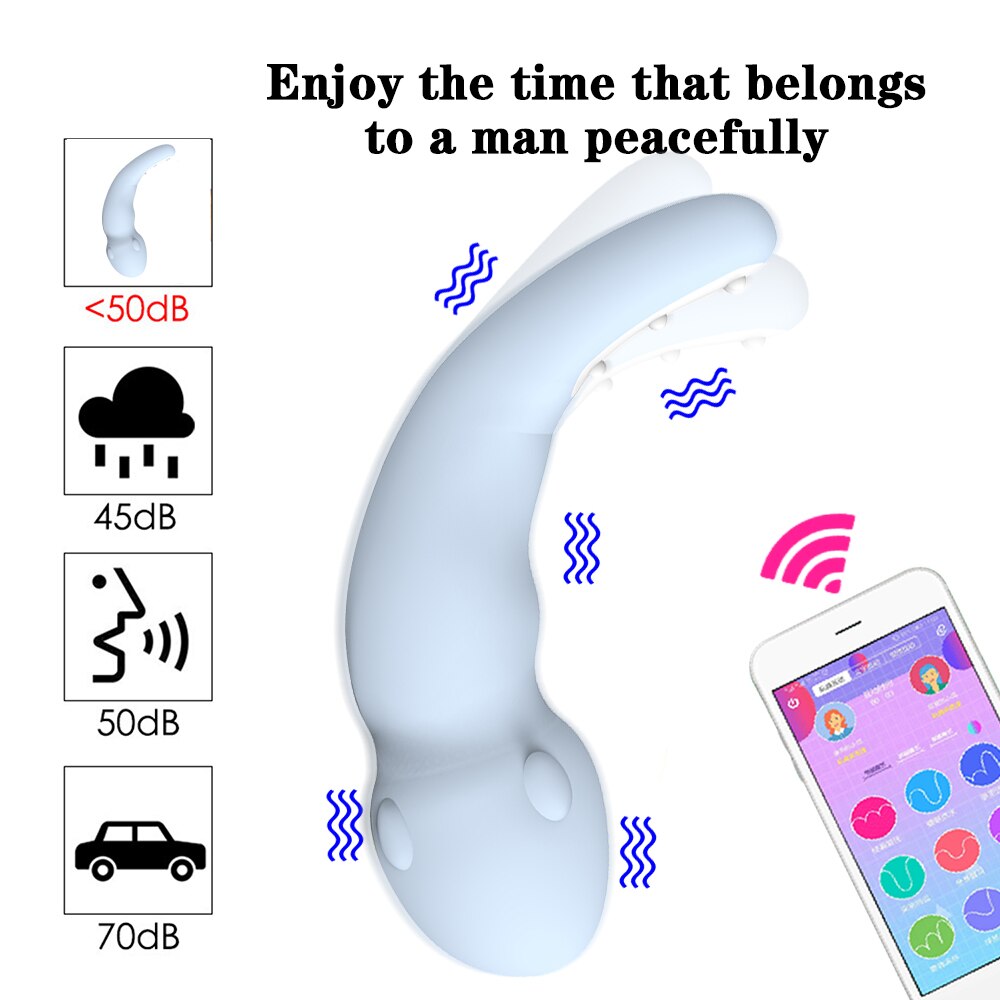 Enjoy the time that belongs
to a man peacefully
<50dB
45dB
50dB
70dB